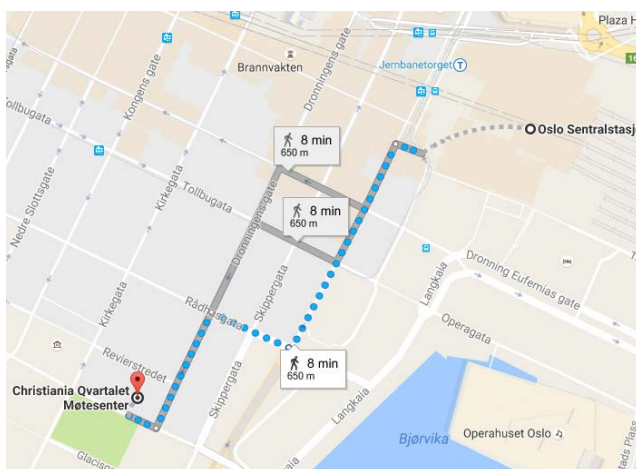 Plaza H
Brannvakten
Jernbanetorget T
Dronningens gate
Kongens gate
Tollbugata
Oslo Sentralstasj
8 min
650 m
Nedre Slottsgate
Kirkegata
Tollbugata
8 min
650 m
Dronningens gate
Skippergata
Langkaia
Dronning Eufemias gate
Rådhusgata
Operagata
Kirkegata
Revierstredet
8 min
650 m
Christiania Qvartalet
Møtesenter
Skippergata
Langkaia
Bjørvika
Operahuset Oslo